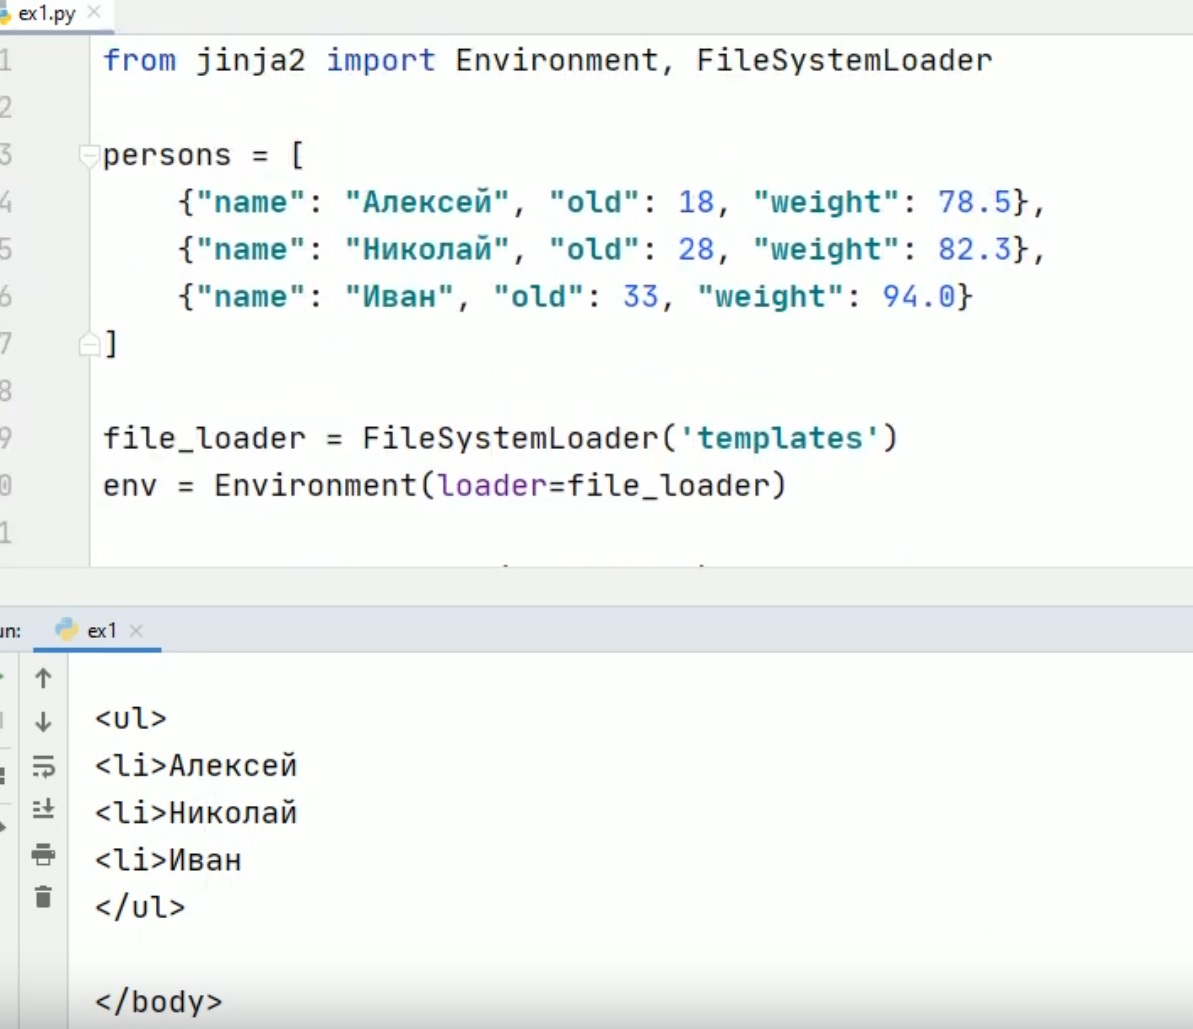 ex1.py
1 from jinja2 import Environment, FileSystemLoader
2
3 persons = [
4 {"name": "Алексей", "old": 18, "weight": 78.5},
5 {"name": "Николай", "old": 28, "weight": 82.3},
6 {"name": "Иван", "old": 33, "weight": 94.0}
7 ]
8
9 file_loader = FileSystemLoader('templates')
0 env = Environment(loader=file_loader)
1
un: ex1
<ul>
<li>Алексей
<li>Николай
<li>Иван
</ul>
</body>